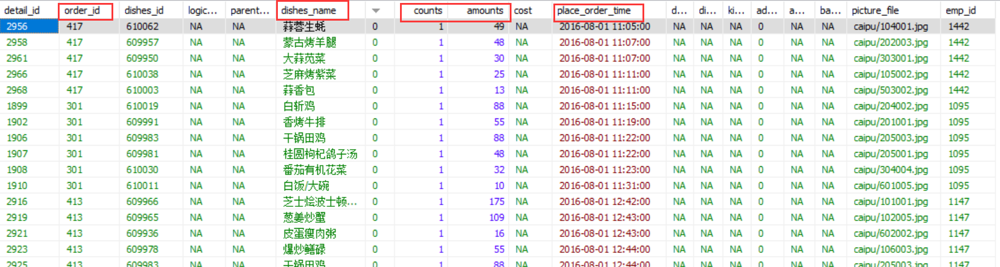 detail_id order_id dishes_id logic... parent... dishes_name counts amounts cost place_order_time d... di... ki... ad... a... ba... picture_file emp_id
2956 417 610062 NA NA 蒜蓉生蚝 0 1 49 NA 2016-08-01 11:05:00 NA NA NA 0 NA NA caipu/104001.jpg 1442
2958 417 609957 NA NA 蒙古烤羊腿 0 1 48 NA 2016-08-01 11:07:00 NA NA NA 0 NA NA caipu/202003.jpg 1442
2961 417 609950 NA NA 大蒜苋菜 0 1 30 NA 2016-08-01 11:07:00 NA NA NA 0 NA NA caipu/303001.jpg 1442
2966 417 610038 NA NA 芝麻烤紫菜 0 1 25 NA 2016-08-01 11:11:00 NA NA NA 0 NA NA caipu/105002.jpg 1442
2968 417 610003 NA NA 蒜香包 0 1 13 NA 2016-08-01 11:11:00 NA NA NA 0 NA NA caipu/503002.jpg 1442
1899 301 610019 NA NA 白斩鸡 0 1 88 NA 2016-08-01 11:15:00 NA NA NA 0 NA NA caipu/204002.jpg 1095
1902 301 609991 NA NA 香烤牛排 0 1 55 NA 2016-08-01 11:19:00 NA NA NA 0 NA NA caipu/201001.jpg 1095
1906 301 609983 NA NA 干锅田鸡 0 1 88 NA 2016-08-01 11:22:00 NA NA NA 0 NA NA caipu/205003.jpg 1095
1907 301 609981 NA NA 桂圆枸杞鸽子汤 0 1 48 NA 2016-08-01 11:22:00 NA NA NA 0 NA NA caipu/205001.jpg 1095
1908 301 610030 NA NA 番茄有机花菜 0 1 32 NA 2016-08-01 11:23:00 NA NA NA 0 NA NA caipu/304004.jpg 1095
1910 301 610011 NA NA 白饭/大碗 0 1 10 NA 2016-08-01 11:31:00 NA NA NA 0 NA NA caipu/601005.jpg 1095
2916 413 609966 NA NA 芝士烩波士顿... 0 1 175 NA 2016-08-01 12:42:00 NA NA NA 0 NA NA caipu/101001.jpg 1147
2919 413 609965 NA NA 葱姜炒蟹 0 1 109 NA 2016-08-01 12:43:00 NA NA NA 0 NA NA caipu/102005.jpg 1147
2921 413 609936 NA NA 皮蛋瘦肉粥 0 1 16 NA 2016-08-01 12:43:00 NA NA NA 0 NA NA caipu/602002.jpg 1147
2923 413 609978 NA NA 爆炒鳝碌 0 1 55 NA 2016-08-01 12:44:00 NA NA NA 0 NA NA caipu/106003.jpg 1147
2925 413 609983 NA NA 干锅田鸡 0 1 88 NA 2016-08-01 12:44:00 NA NA NA 0 NA NA caipu/205003.jpg 1147